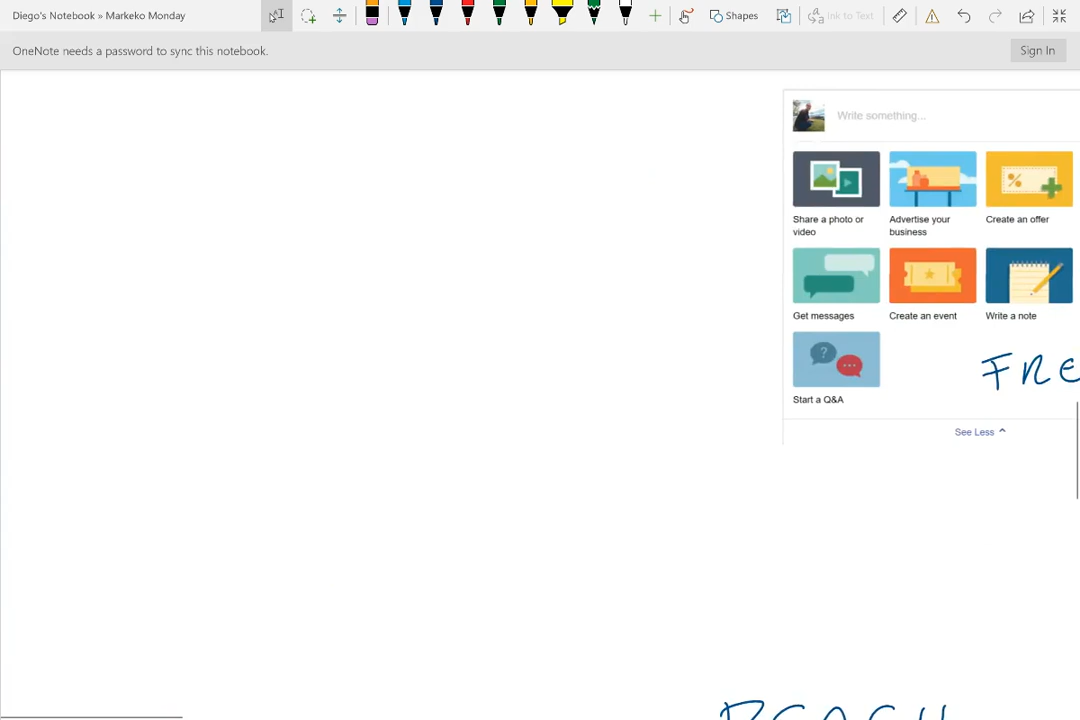 Diego's Notebook » Markeko Monday
Shapes
Ink to Text
OneNote needs a password to sync this notebook.
Sign In
Write something...
Share a photo or video
Advertise your business
Create an offer
Get messages
Create an event
Write a note
Start a Q&A
FRE
See Less